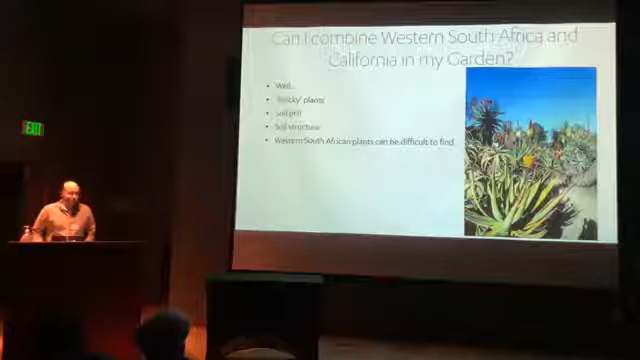 EXIT
Can I combine Western South Africa and
California in my Garden?
• Well...
• "Finicky" plants
• Soil pH
• Soil structure
• Western South African plants can be difficult to find.